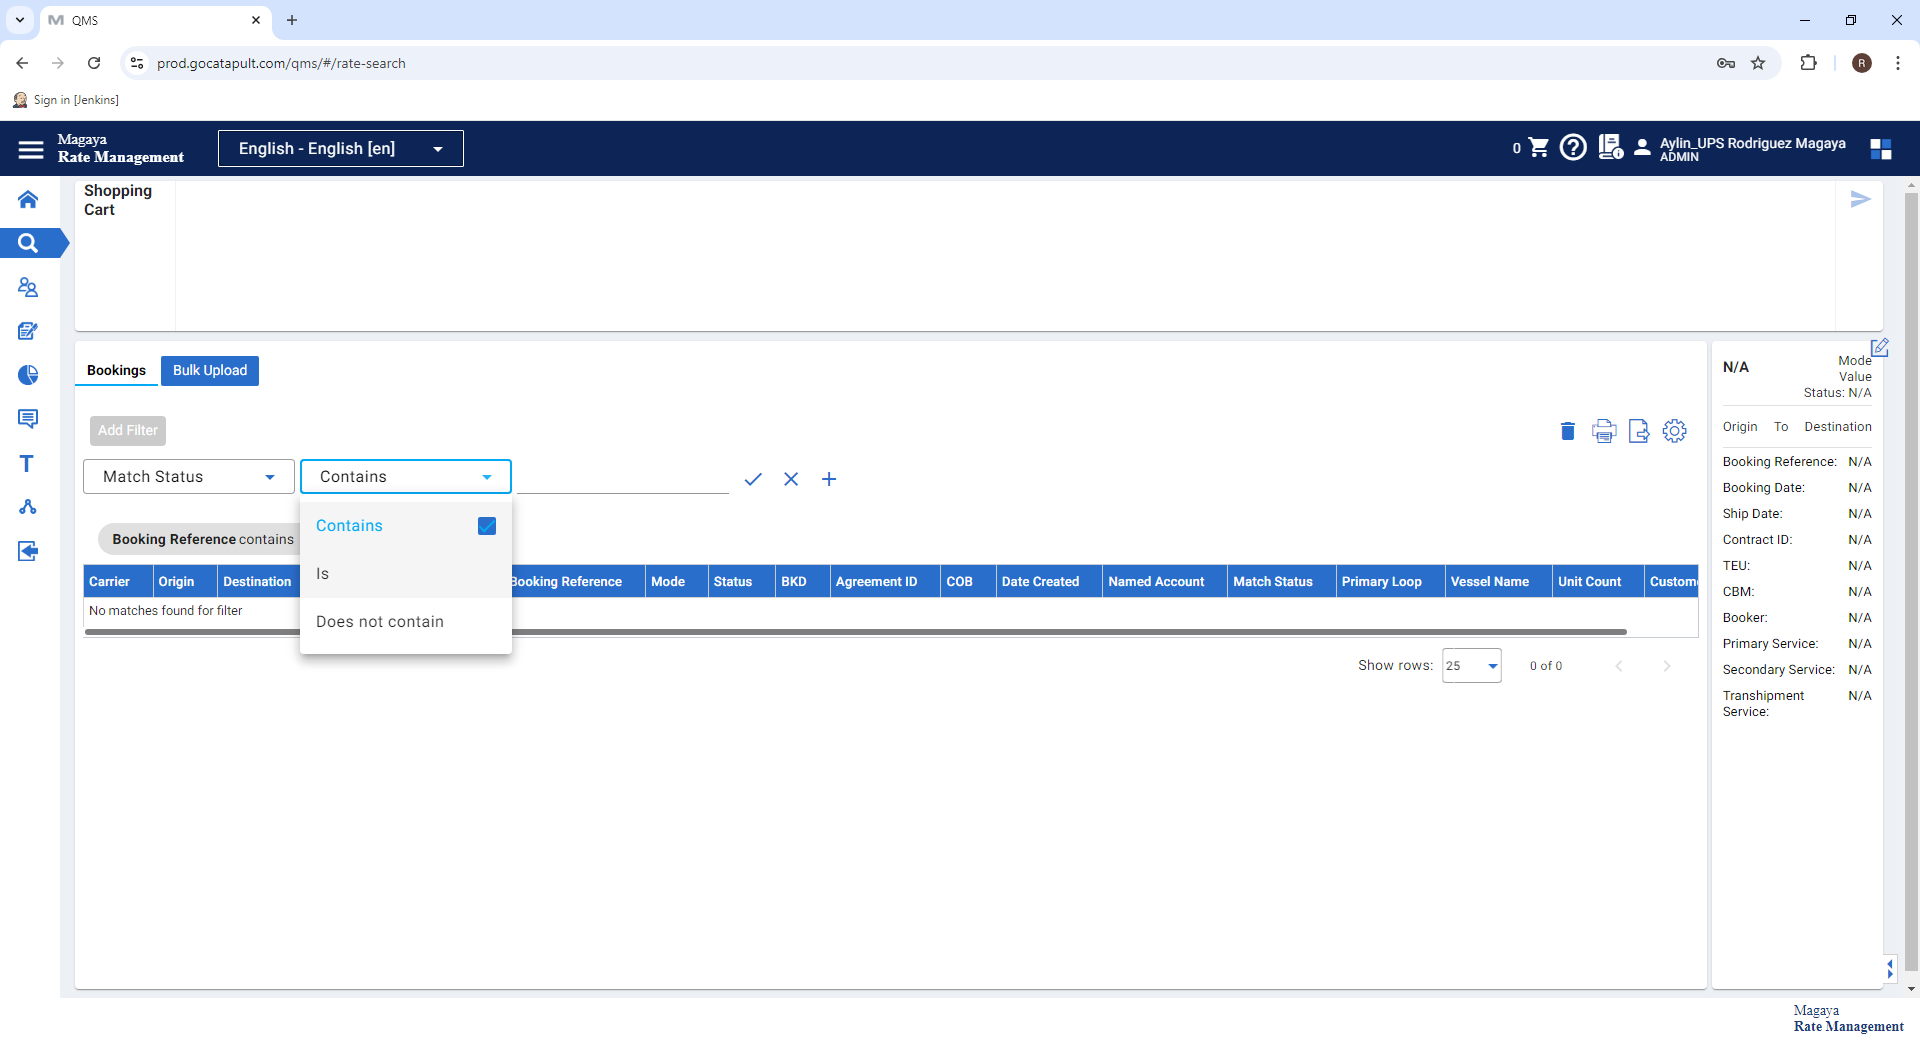 QMS
prod.gocatapult.com/qms/#/rate-search
R
Sign in [Jenkins]
Magaya
Rate Management
English - English [en]
0
Aylin_UPS Rodriguez Magaya
ADMIN
Shopping
Cart
Bookings
Bulk Upload
Add Filter
Match Status
Contains
Contains
Is
Does not contain
Booking Reference contains
Carrier Origin Destination Booking Reference Mode Status BKD Agreement ID COB Date Created Named Account Match Status Primary Loop Vessel Name Unit Count Custome
No matches found for filter
Show rows: 25 0 of 0
N/A
Mode
Value
Status: N/A
Origin To Destination
Booking Reference: N/A
Booking Date: N/A
Ship Date: N/A
Contract ID: N/A
TEU: N/A
CBM: N/A
Booker: N/A
Primary Service: N/A
Secondary Service: N/A
Transhipment N/A
Service:
T
Magaya
Rate Management